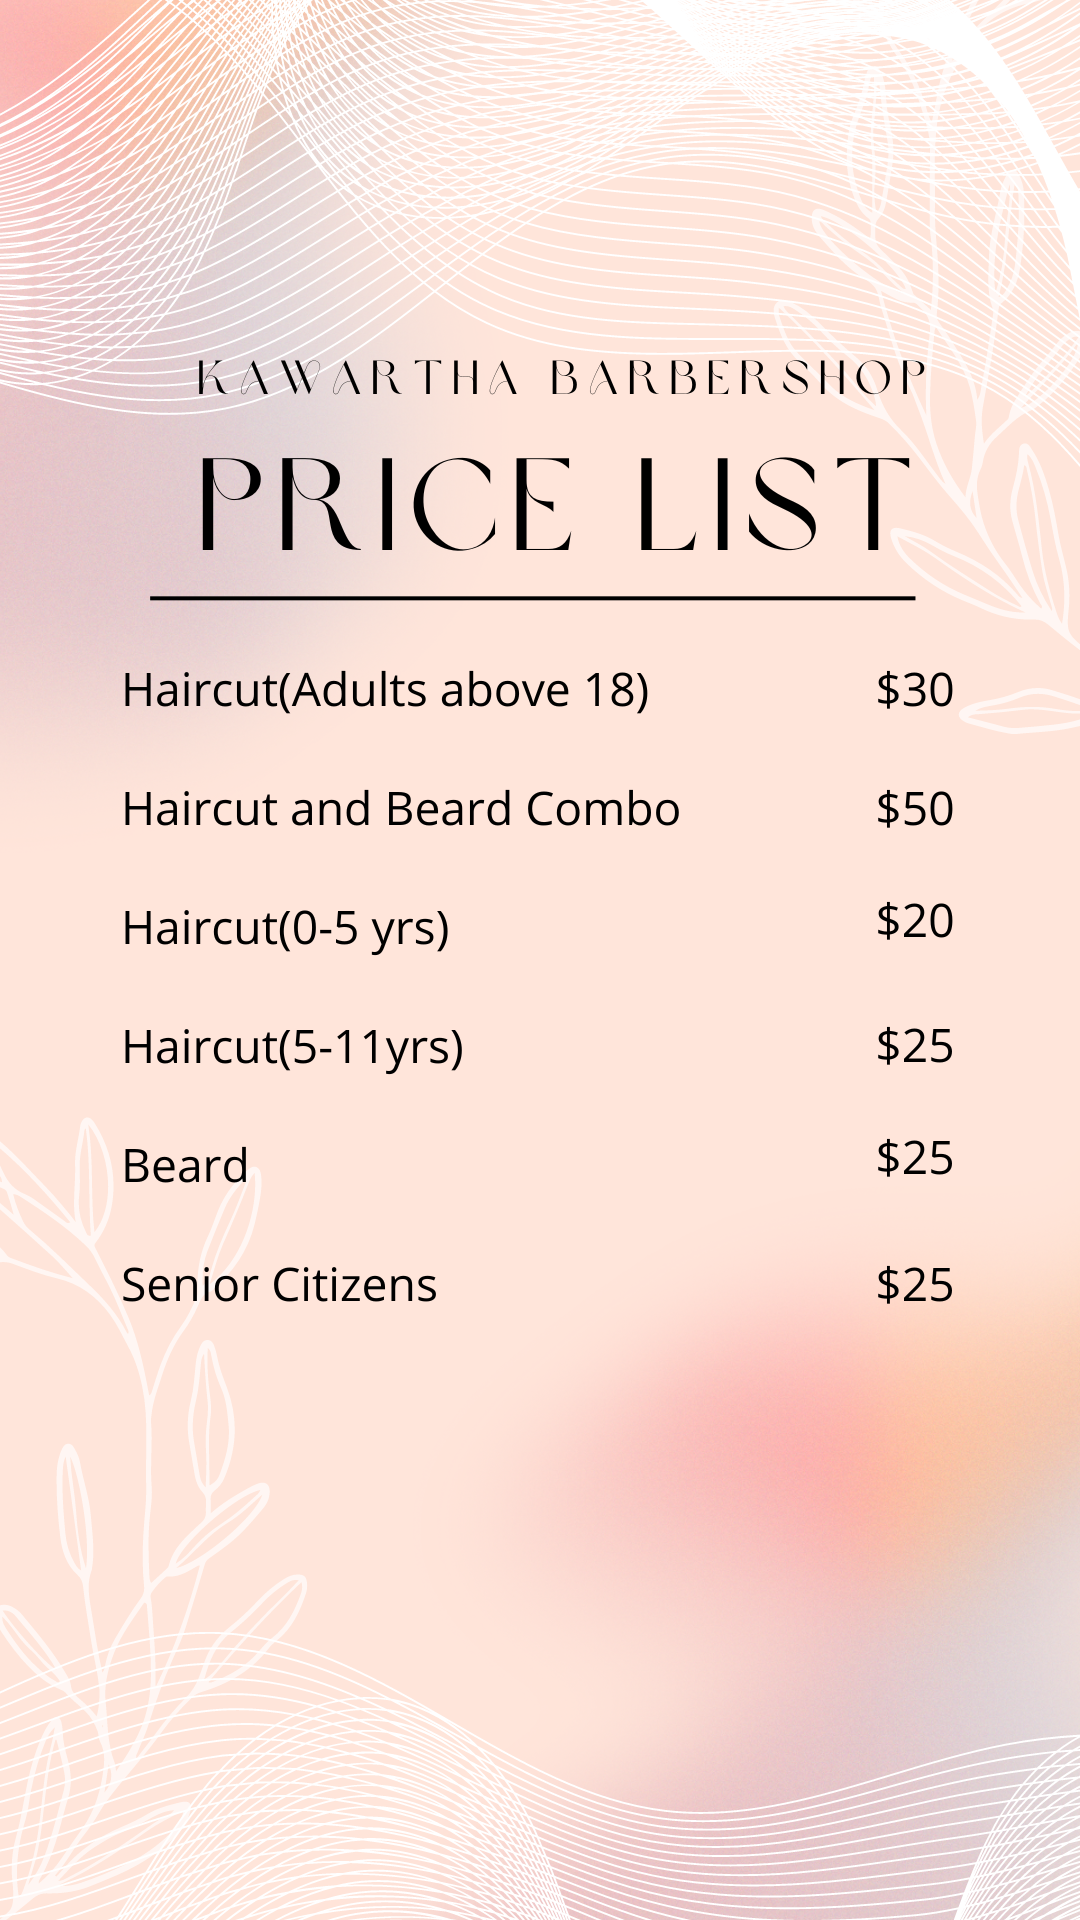 KAWARTHA BARBERSHOP
PRICE LIST
Haircut(Adults above 18) $30
Haircut and Beard Combo $50
Haircut(0-5 yrs) $20
Haircut(5-11yrs) $25
Beard $25
Senior Citizens $25